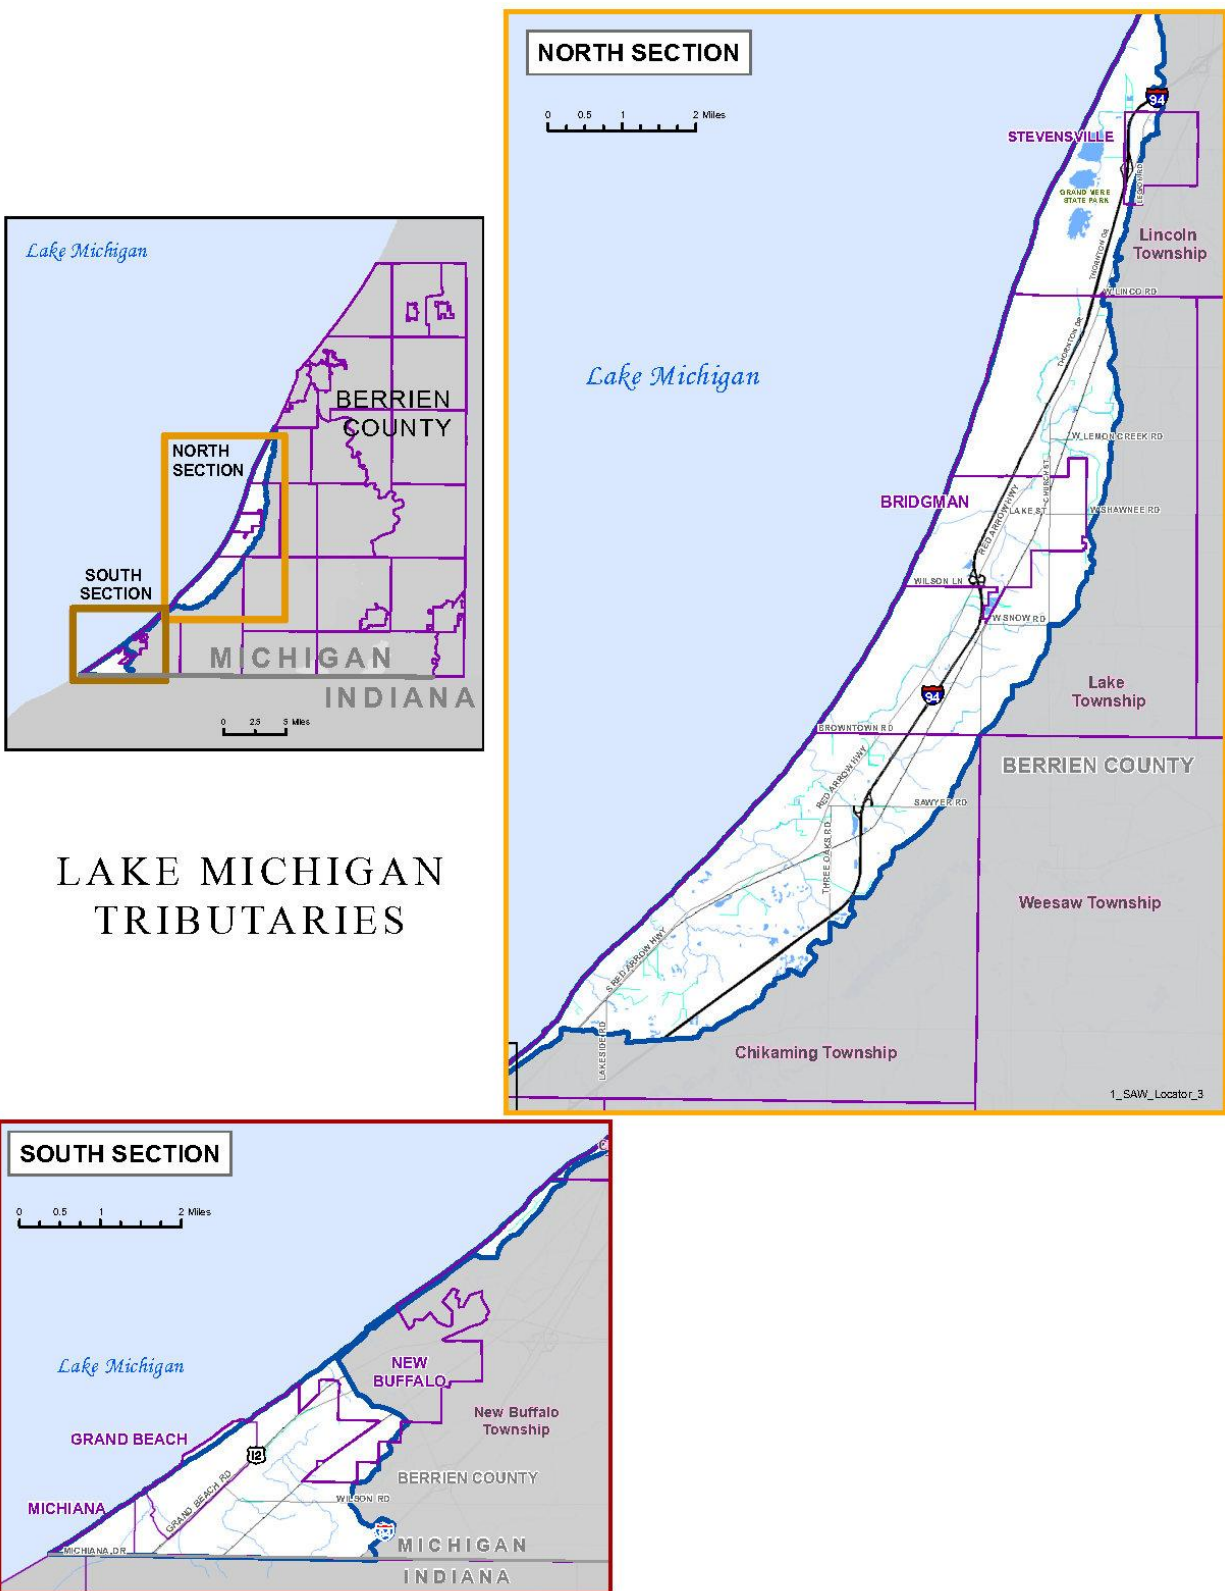 NORTH SECTION
0 0.5 1 2 Miles
94
STEVENSVILLE
GRAND MERE
STATE PARK
Lincoln
Township
THORNTON DR
W LINCO RD
THORNTON DR
Lake Michigan
W LEMON CREEK RD
CHURCH ST
BRIDGMAN
RED ARROW HWY
LAKE ST
W SHAWNEE RD
WILSON LN
W SNOW RD
94
Lake
Township
BROWNTOWN RD
BERRIEN COUNTY
RED ARROW HWY
SAWYER RD
THREE OAKS RD
Weesaw Township
S RED ARROW HWY
LAKESIDE RD
Chikaming Township
1_SAW_Locator_3
Lake Michigan
BERRIEN
COUNTY
NORTH
SECTION
SOUTH
SECTION
MICHIGAN
INDIANA
0 2.5 5 Miles
LAKE MICHIGAN
TRIBUTARIES
SOUTH SECTION
0 0.5 1 2 Miles
Lake Michigan
NEW
BUFFALO
New Buffalo
Township
GRAND BEACH
12
GRAND BEACH RD
BERRIEN COUNTY
WILSON RD
MICHIANA
94
MICHIANA DR
MICHIGAN
INDIANA